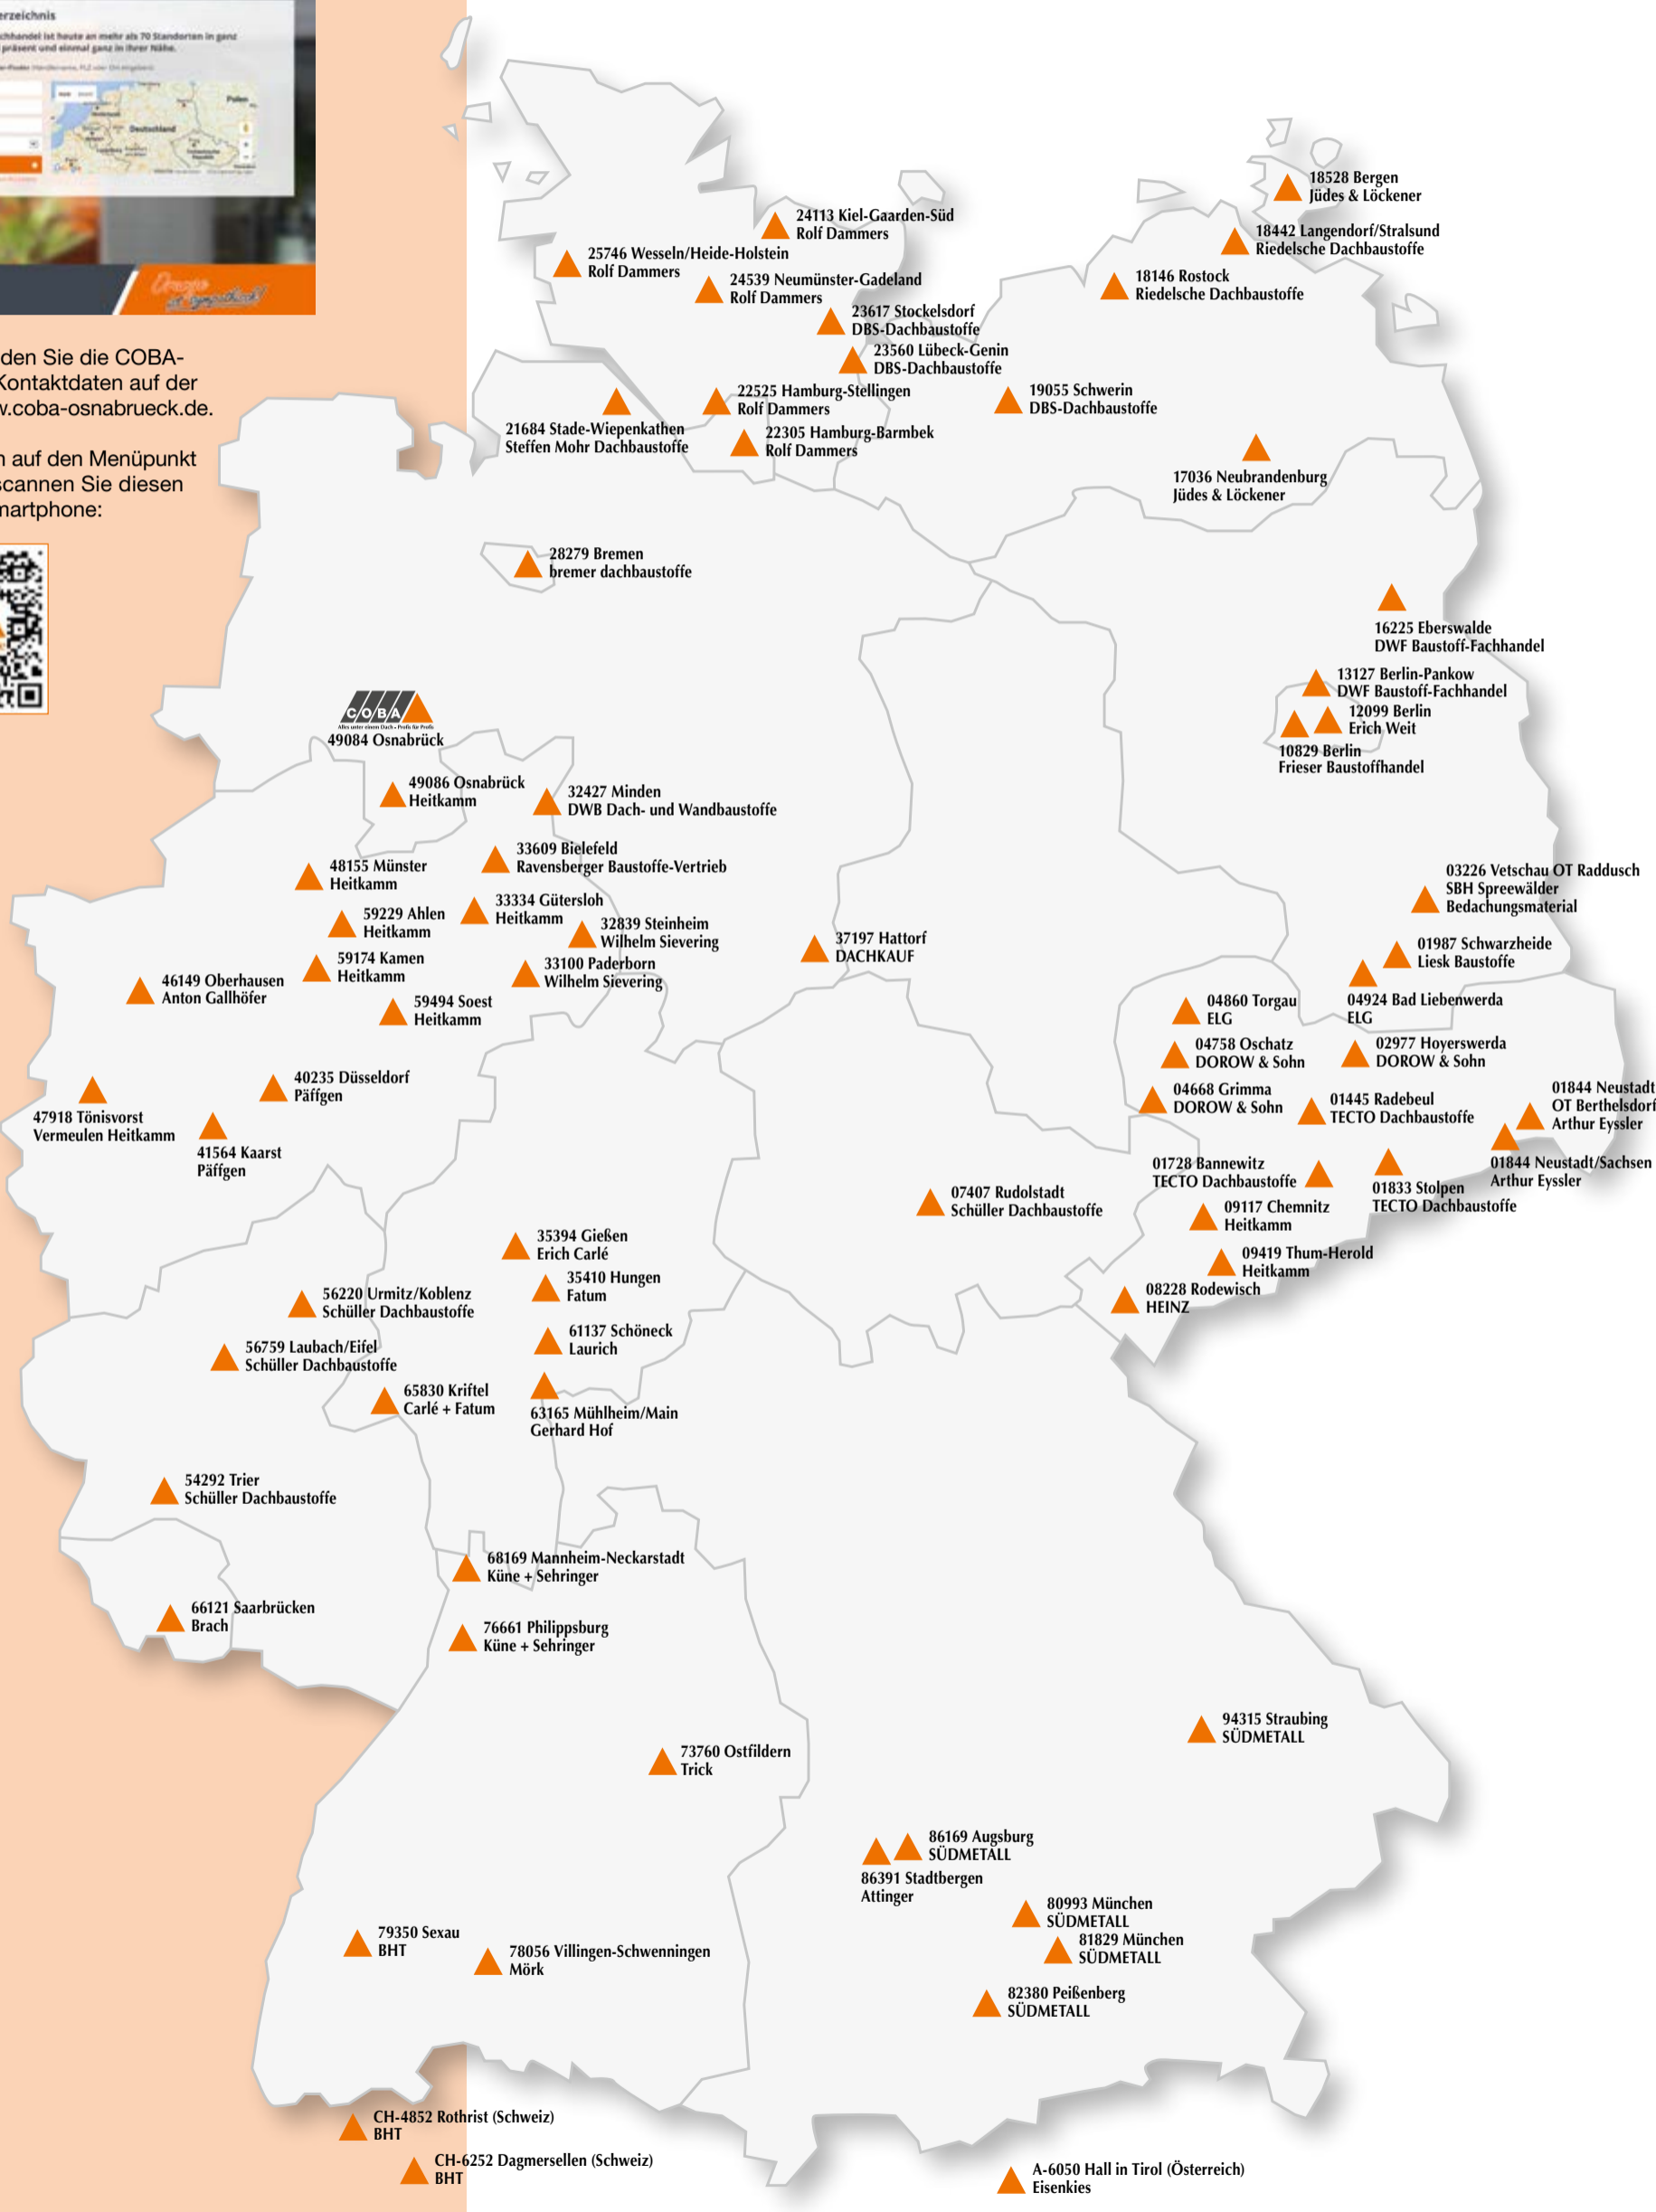 erzeichnis
chhandel ist heute an mehr als 70 Standorten in ganz
präsent und einmal ganz in Ihrer Nähe.
Polen
Deutschland
Orange
ist sympathisch!
den Sie die COBA-
Kontaktdaten auf der
w.coba-osnabrueck.de.
n auf den Menüpunkt
scannen Sie diesen
martphone:
18528 Bergen
Jüdes & Löckener
24113 Kiel-Gaarden-Süd
Rolf Dammers
18442 Langendorf/Stralsund
Riedelsche Dachbaustoffe
25746 Wesseln/Heide-Holstein
Rolf Dammers
24539 Neumünster-Gadeland
Rolf Dammers
18146 Rostock
Riedelsche Dachbaustoffe
23617 Stockelsdorf
DBS-Dachbaustoffe
23560 Lübeck-Genin
DBS-Dachbaustoffe
22525 Hamburg-Stellingen
Rolf Dammers
19055 Schwerin
DBS-Dachbaustoffe
21684 Stade-Wiepenkathen
Steffen Mohr Dachbaustoffe
22305 Hamburg-Barmbek
Rolf Dammers
17036 Neubrandenburg
Jüdes & Löckener
28279 Bremen
bremer dachbaustoffe
16225 Eberswalde
DWF Baustoff-Fachhandel
13127 Berlin-Pankow
DWF Baustoff-Fachhandel
12099 Berlin
Erich Weit
10829 Berlin
Frieser Baustoffhandel
COBA
Alles unter einem Dach • Profis für Profis
49084 Osnabrück
49086 Osnabrück
Heitkamm
32427 Minden
DWB Dach- und Wandbaustoffe
33609 Bielefeld
Ravensberger Baustoffe-Vertrieb
48155 Münster
Heitkamm
33334 Gütersloh
Heitkamm
59229 Ahlen
Heitkamm
32839 Steinheim
Wilhelm Sievering
59174 Kamen
Heitkamm
33100 Paderborn
Wilhelm Sievering
37197 Hattorf
DACHKAUF
46149 Oberhausen
Anton Gallhöfer
59494 Soest
Heitkamm
03226 Vetschau OT Raddusch
SBH Spreewälder
Bedachungsmaterial
01987 Schwarzheide
Liesk Baustoffe
04924 Bad Liebenwerda
ELG
04860 Torgau
ELG
04758 Oschatz
DOROW & Sohn
02977 Hoyerswerda
DOROW & Sohn
04668 Grimma
DOROW & Sohn
01445 Radebeul
TECTO Dachbaustoffe
01844 Neustadt
OT Berthelsdorf
Arthur Eyssler
40235 Düsseldorf
Päffgen
47918 Tönisvorst
Vermeulen Heitkamm
41564 Kaarst
Päffgen
01728 Bannewitz
TECTO Dachbaustoffe
01844 Neustadt/Sachsen
Arthur Eyssler
01833 Stolpen
TECTO Dachbaustoffe
07407 Rudolstadt
Schüller Dachbaustoffe
09117 Chemnitz
Heitkamm
09419 Thum-Herold
Heitkamm
08228 Rodewisch
HEINZ
35394 Gießen
Erich Carlé
35410 Hungen
Fatum
56220 Urmitz/Koblenz
Schüller Dachbaustoffe
61137 Schöneck
Laurich
56759 Laubach/Eifel
Schüller Dachbaustoffe
65830 Kriftel
Carlé + Fatum
63165 Mühlheim/Main
Gerhard Hof
54292 Trier
Schüller Dachbaustoffe
68169 Mannheim-Neckarstadt
Küne + Sehringer
66121 Saarbrücken
Brach
76661 Philippsburg
Küne + Sehringer
94315 Straubing
SÜDMETALL
73760 Ostfildern
Trick
86169 Augsburg
SÜDMETALL
86391 Stadtbergen
Attinger
80993 München
SÜDMETALL
81829 München
SÜDMETALL
79350 Sexau
BHT
78056 Villingen-Schwenningen
Mörk
82380 Peißenberg
SÜDMETALL
CH-4852 Rothrist (Schweiz)
BHT
CH-6252 Dagmersellen (Schweiz)
BHT
A-6050 Hall in Tirol (Österreich)
Eisenkies